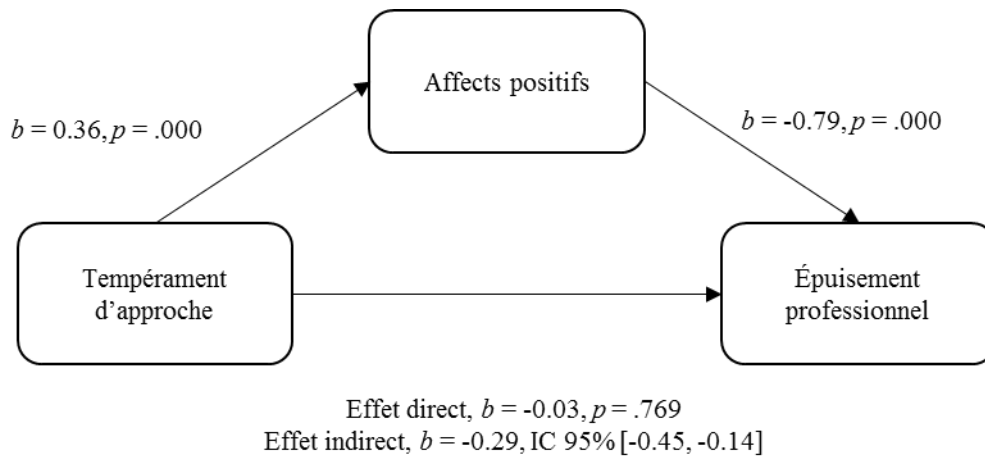 Affects positifs
b = 0.36, p = .000
b = -0.79, p = .000
Tempérament
d’approche
Épuisement
professionnel
Effet direct, b = -0.03, p = .769
Effet indirect, b = -0.29, IC 95% [-0.45, -0.14]